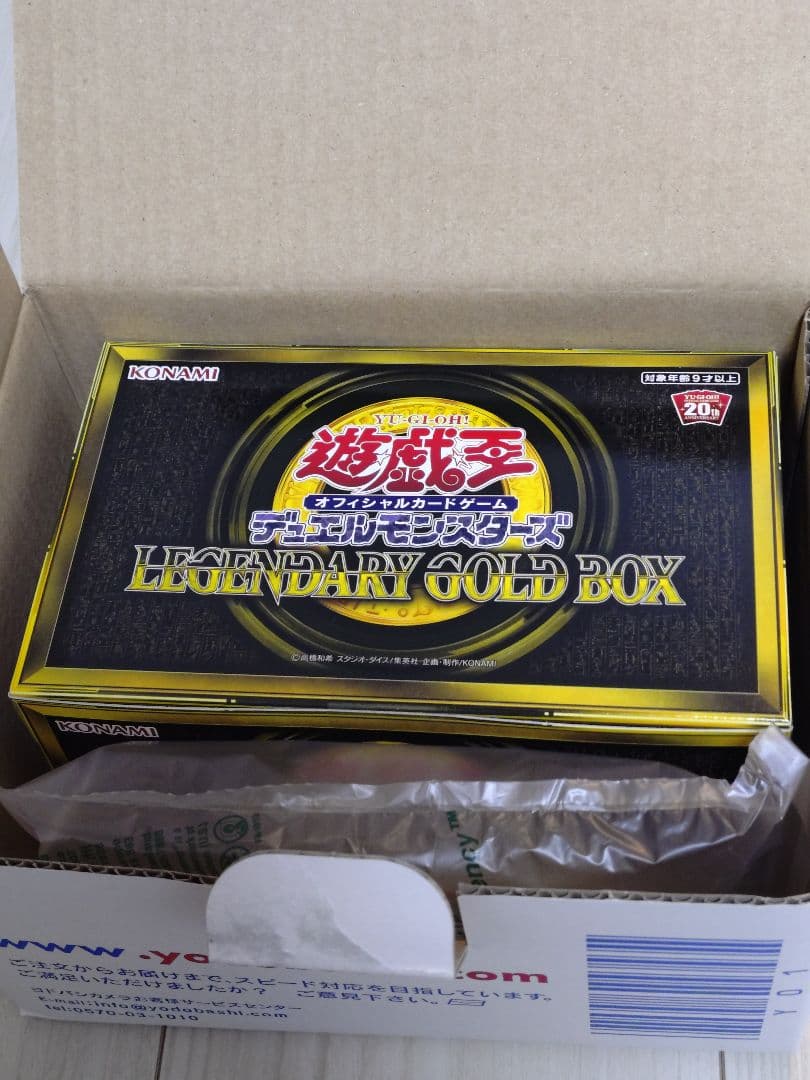 KONAMI
対象年齢9才以上
YU-GI-OH!
20th
ANNIVERSARY
YU-GI-OH!
遊戯王
オフィシャルカードゲーム
デュエルモンスターズ
LEGENDARY GOLD BOX
©高橋和希 スタジオ・ダイス/集英社 企画・制作/KONAMI
KONAMI
www.yo
.com
ご注文からお届けまで、スピード対応を目指しています。
ご満足いただけましたか? ご意見下さい。
ヨドバシカメラお客様サービスセンター
E-mail:info@yodobashi.com
tel:0570-03-1010
Y01